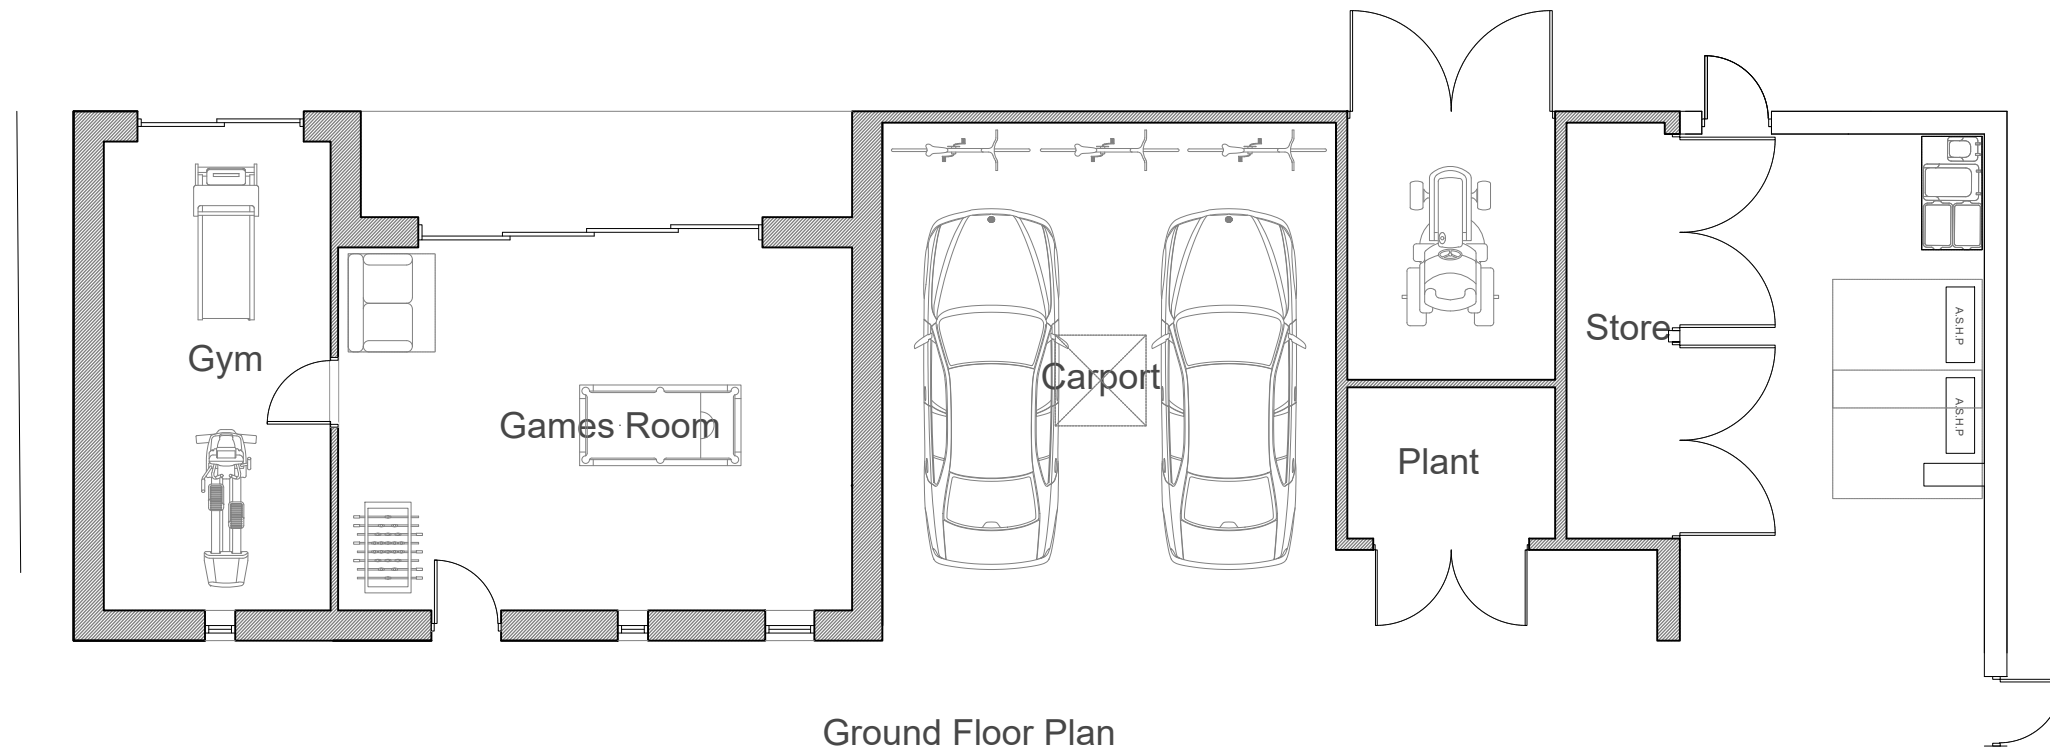 Gym
Games Room
Carport
Plant
Store
A.S.H.P
A.S.H.P
Ground Floor Plan